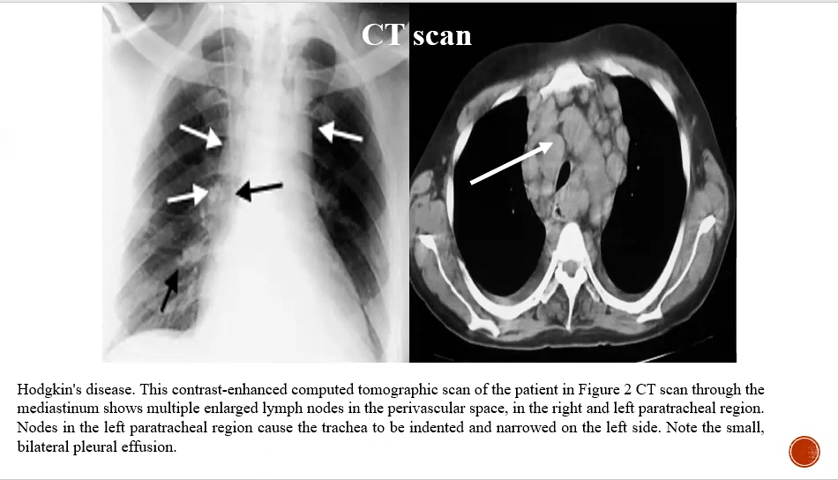 CT scan
Hodgkin's disease. This contrast-enhanced computed tomographic scan of the patient in Figure 2 CT scan through the
mediastinum shows multiple enlarged lymph nodes in the perivascular space, in the right and left paratracheal region.
Nodes in the left paratracheal region cause the trachea to be indented and narrowed on the left side. Note the small,
bilateral pleural effusion.